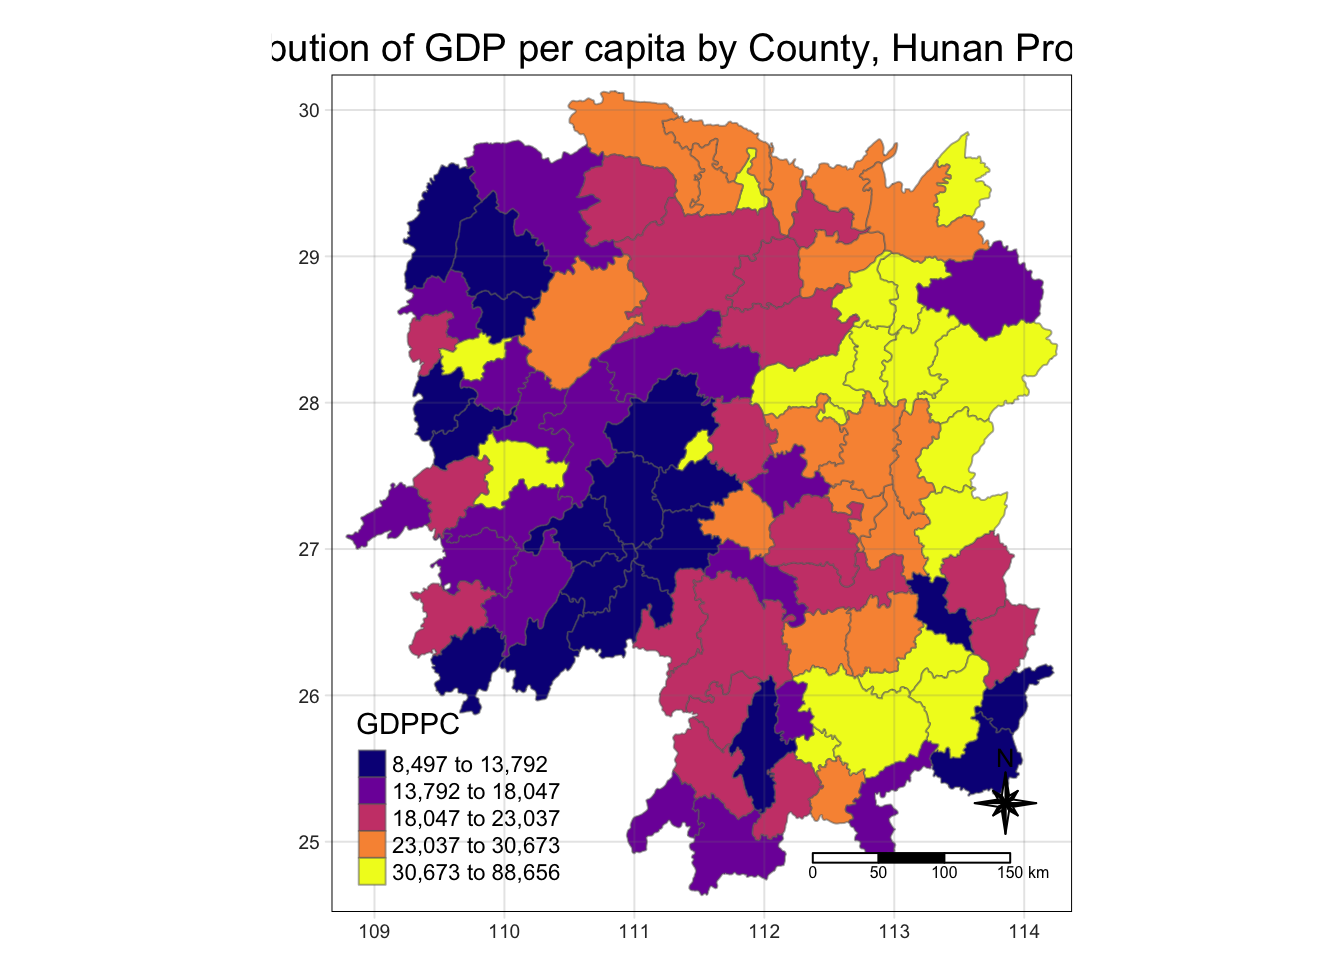 bution of GDP per capita by County, Hunan Pro
30
29
28
27
26
25
GDPPC
8,497 to 13,792
13,792 to 18,047
18,047 to 23,037
23,037 to 30,673
30,673 to 88,656
N
0 50 100 150 km
109 110 111 112 113 114